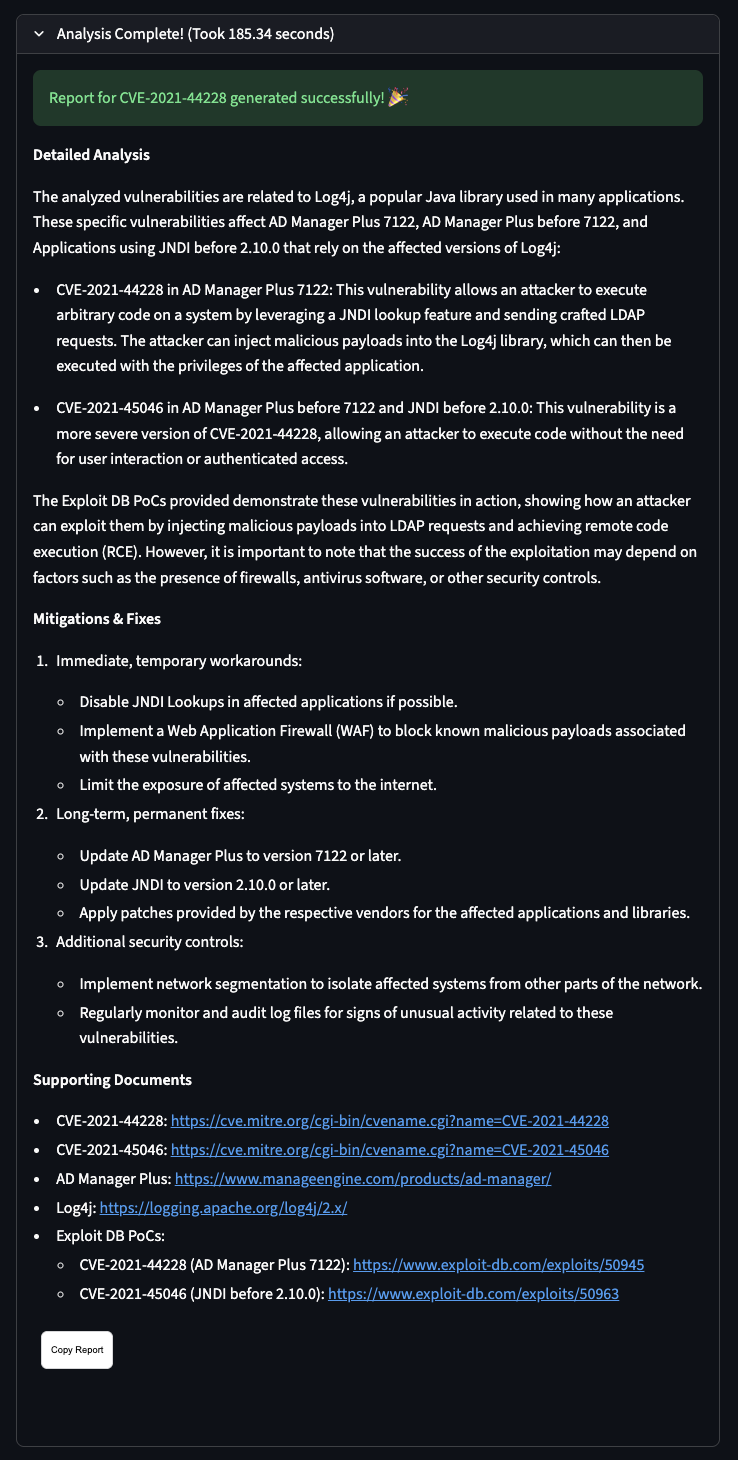 Analysis Complete! (Took 185.34 seconds)
Report for CVE-2021-44228 generated successfully! 🎉
Detailed Analysis
The analyzed vulnerabilities are related to Log4j, a popular Java library used in many applications.
These specific vulnerabilities affect AD Manager Plus 7122, AD Manager Plus before 7122, and
Applications using JNDI before 2.10.0 that rely on the affected versions of Log4j:
• CVE-2021-44228 in AD Manager Plus 7122: This vulnerability allows an attacker to execute
arbitrary code on a system by leveraging a JNDI lookup feature and sending crafted LDAP
requests. The attacker can inject malicious payloads into the Log4j library, which can then be
executed with the privileges of the affected application.
• CVE-2021-45046 in AD Manager Plus before 7122 and JNDI before 2.10.0: This vulnerability is a
more severe version of CVE-2021-44228, allowing an attacker to execute code without the need
for user interaction or authenticated access.
The Exploit DB PoCs provided demonstrate these vulnerabilities in action, showing how an attacker
can exploit them by injecting malicious payloads into LDAP requests and achieving remote code
execution (RCE). However, it is important to note that the success of the exploitation may depend on
factors such as the presence of firewalls, antivirus software, or other security controls.
Mitigations & Fixes
1. Immediate, temporary workarounds:
◦ Disable JNDI Lookups in affected applications if possible.
◦ Implement a Web Application Firewall (WAF) to block known malicious payloads associated
with these vulnerabilities.
◦ Limit the exposure of affected systems to the internet.
2. Long-term, permanent fixes:
◦ Update AD Manager Plus to version 7122 or later.
◦ Update JNDI to version 2.10.0 or later.
◦ Apply patches provided by the respective vendors for the affected applications and libraries.
3. Additional security controls:
◦ Implement network segmentation to isolate affected systems from other parts of the network.
◦ Regularly monitor and audit log files for signs of unusual activity related to these
vulnerabilities.
Supporting Documents
• CVE-2021-44228: https://cve.mitre.org/cgi-bin/cvename.cgi?name=CVE-2021-44228
• CVE-2021-45046: https://cve.mitre.org/cgi-bin/cvename.cgi?name=CVE-2021-45046
• AD Manager Plus: https://www.manageengine.com/products/ad-manager/
• Log4j: https://logging.apache.org/log4j/2.x/
• Exploit DB PoCs:
◦ CVE-2021-44228 (AD Manager Plus 7122): https://www.exploit-db.com/exploits/50945
◦ CVE-2021-45046 (JNDI before 2.10.0): https://www.exploit-db.com/exploits/50963
Copy Report